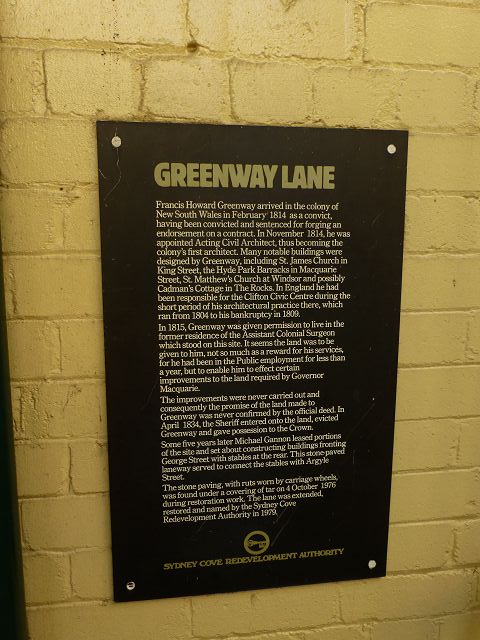 GREENWAY LANE
Francis Howard Greenway arrived in the colony of
New South Wales in February 1814 as a convict,
having been convicted and sentenced for forging an
endorsement on a contract. In November 1814, he was
appointed Acting Civil Architect, thus becoming the
colony's first architect. Many notable buildings were
designed by Greenway, including St. James Church in
King Street, the Hyde Park Barracks in Macquarie
Street, St. Matthew's Church at Windsor and possibly
Cadman's Cottage in The Rocks. In England he had
been responsible for the Clifton Civic Centre during the
short period of his architectural practice there, which
ran from 1804 to his bankruptcy in 1809.
In 1815, Greenway was given permission to live in the
former residence of the Assistant Colonial Surgeon
which stood on this site. It seems the land was to be
given to him, not so much as a reward for his services,
for he had been in the Public employment for less than
a year, but to enable him to effect certain
improvements to the land required by Governor
Macquarie.
The improvements were never carried out and
consequently the promise of the land made to
Greenway was never confirmed by the official deed. In
April 1834, the Sheriff entered onto the land, evicted
Greenway and gave possession to the Crown.
Some five years later Michael Gannon leased portions
of the site and set about constructing buildings fronting
George Street with stables at the rear. This stone paved
laneway served to connect the stables with Argyle
Street.
The stone paving, with ruts worn by carriage wheels,
was found under a covering of tar on 4 October 1976
during restoration work. The lane was extended,
restored and named by the Sydney Cove
Redevelopment Authority in 1979.
SYDNEY COVE REDEVELOPMENT AUTHORITY